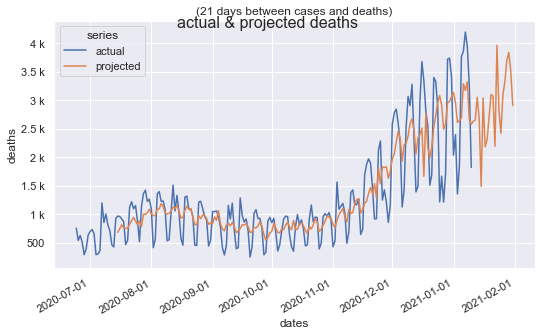 (21 days between cases and deaths)
actual & projected deaths
series
actual
projected
4 k
3.5 k
3 k
2.5 k
2 k
1.5 k
1 k
500
deaths
2020-07-01
2020-08-01
2020-09-01
2020-10-01
2020-11-01
2020-12-01
2021-01-01
2021-02-01
dates